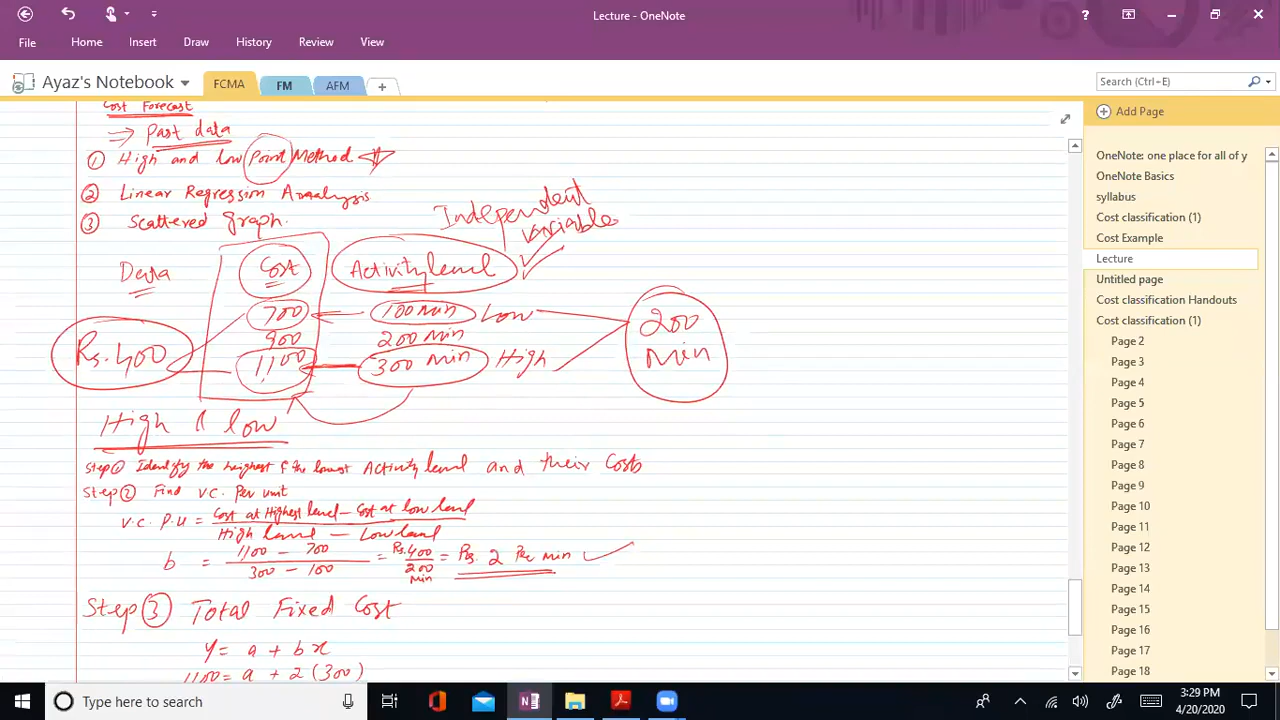 Lecture - OneNote
File Home Insert Draw History Review View
Ayaz's Notebook FCMA FM AFM +
Search (Ctrl+E)
Cost Forecast
⇒ Past data
① High and low Point Method
② Linear Regression Analysis
③ Scattered Graph.
Independent
variable
Data Cost Activity level
700 100 Min Low
900 200 Min
1,100 300 Min High
Rs. 400
200
Min
High & low
Step① Identify the heighest & the lowest Activity level and their Costs
Step② Find V.C. Per unit
V.C. P.U = Cost at Highest level – Cost at low level
High level – Low level
b = 1,100 – 700 = Rs. 400 = Rs. 2 Per min
300 – 100 200
Min
Step ③ Total Fixed Cost
y = a + bx
1100 = a + 2 (300)
Add Page
OneNote: one place for all of y
OneNote Basics
syllabus
Cost classification (1)
Cost Example
Lecture
Untitled page
Cost classification Handouts
Cost classification (1)
Page 2
Page 3
Page 4
Page 5
Page 6
Page 7
Page 8
Page 9
Page 10
Page 11
Page 12
Page 13
Page 14
Page 15
Page 16
Page 17
Page 18
Type here to search
3:29 PM
4/20/2020